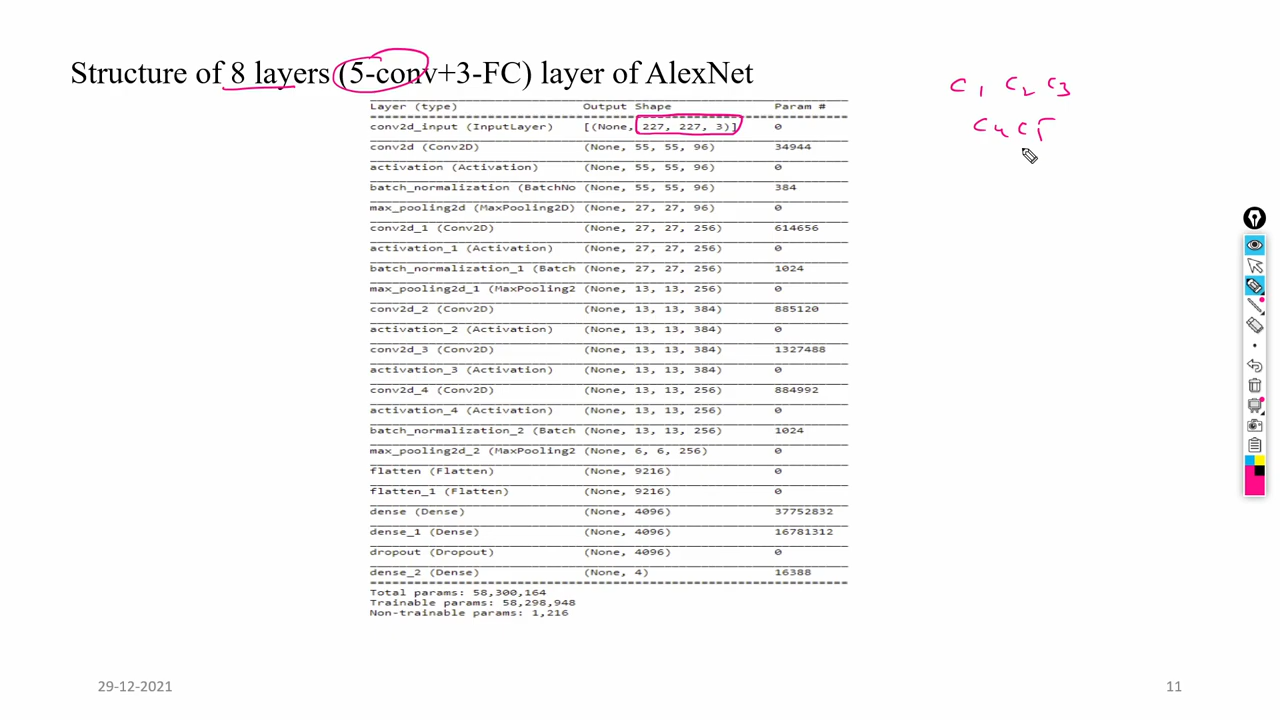 Structure of 8 layers (5-conv+3-FC) layer of AlexNet
C1 C2 C3
C4 C5
Layer (type) Output Shape Param #
conv2d_input (InputLayer) [(None, 227, 227, 3)] 0
conv2d (Conv2D) (None, 55, 55, 96) 34944
activation (Activation) (None, 55, 55, 96) 0
batch_normalization (BatchNo (None, 55, 55, 96) 384
max_pooling2d (MaxPooling2D) (None, 27, 27, 96) 0
conv2d_1 (Conv2D) (None, 27, 27, 256) 614656
activation_1 (Activation) (None, 27, 27, 256) 0
batch_normalization_1 (Batch (None, 27, 27, 256) 1024
max_pooling2d_1 (MaxPooling2 (None, 13, 13, 256) 0
conv2d_2 (Conv2D) (None, 13, 13, 384) 885120
activation_2 (Activation) (None, 13, 13, 384) 0
conv2d_3 (Conv2D) (None, 13, 13, 384) 1327488
activation_3 (Activation) (None, 13, 13, 384) 0
conv2d_4 (Conv2D) (None, 13, 13, 256) 884992
activation_4 (Activation) (None, 13, 13, 256) 0
batch_normalization_2 (Batch (None, 13, 13, 256) 1024
max_pooling2d_2 (MaxPooling2 (None, 6, 6, 256) 0
flatten (Flatten) (None, 9216) 0
flatten_1 (Flatten) (None, 9216) 0
dense (Dense) (None, 4096) 37752832
dense_1 (Dense) (None, 4096) 16781312
dropout (Dropout) (None, 4096) 0
dense_2 (Dense) (None, 4) 16388
Total params: 58,300,164
Trainable params: 58,298,948
Non-trainable params: 1,216
29-12-2021
11